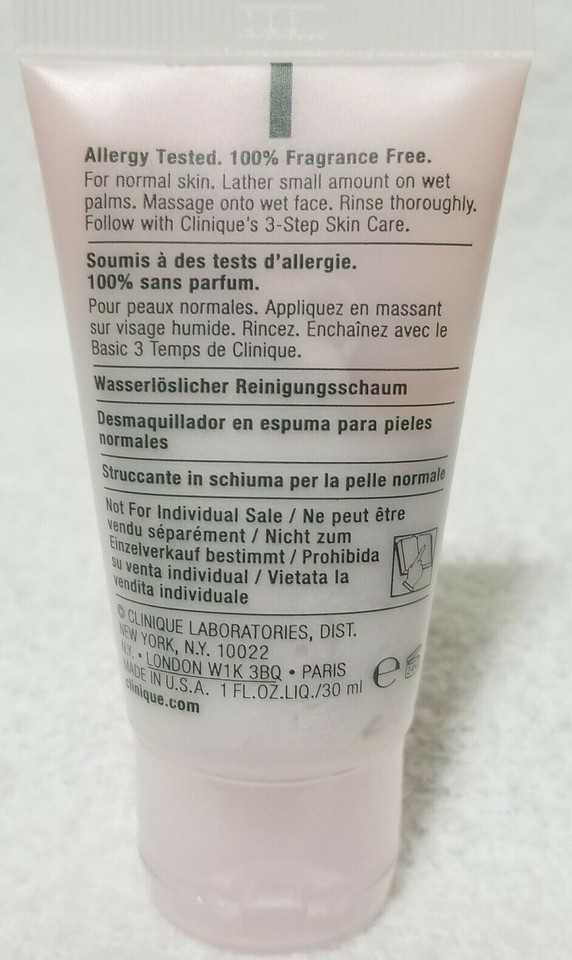 Allergy Tested. 100% Fragrance Free.
For normal skin. Lather small amount on wet
palms. Massage onto wet face. Rinse thoroughly.
Follow with Clinique's 3-Step Skin Care.
Soumis à des tests d'allergie.
100% sans parfum.
Pour peaux normales. Appliquez en massant
sur visage humide. Rincez. Enchaînez avec le
Basic 3 Temps de Clinique.
Wasserlöslicher Reinigungsschaum
Desmaquillador en espuma para pieles
normales
Struccante in schiuma per la pelle normale
Not For Individual Sale / Ne peut être
vendu séparément / Nicht zum
Einzelverkauf bestimmt / Prohibida
su venta individual / Vietata la
vendita individuale
© CLINIQUE LABORATORIES, DIST.
NEW YORK, N.Y. 10022
N.Y. • LONDON W1K 3BQ • PARIS
MADE IN U.S.A. 1 FL.OZ.LIQ./30 ml ℮
clinique.com